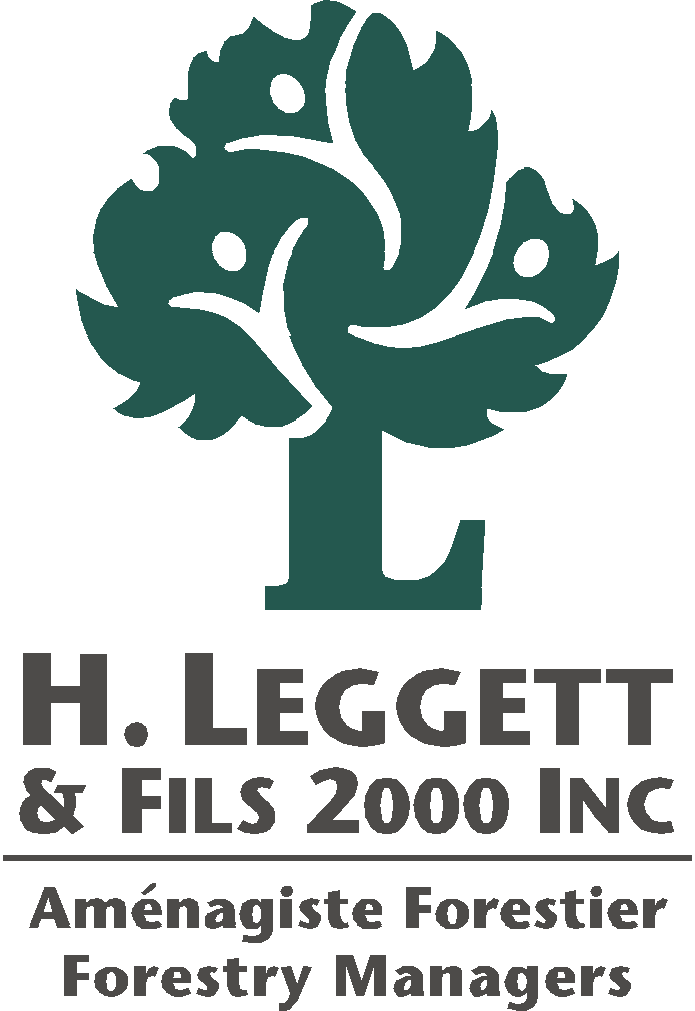 L
H. LEGGETT
& FILS 2000 INC
Aménagiste Forestier
Forestry Managers